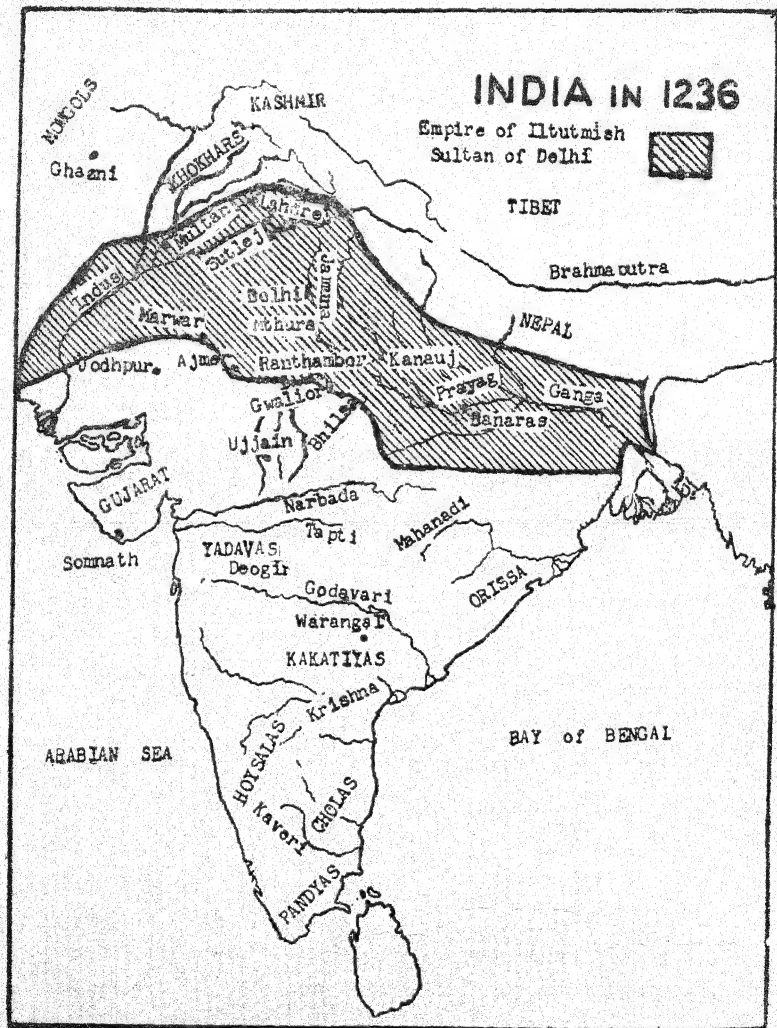 INDIA IN 1236
Empire of Iltutmish
Sultan of Delhi
MONGOLS
KASHMIR
Ghazni
KHOKHARS
TIBET
Multan
Sutlej
Brahmaputra
Indus
Jamuna
Delhi
Mthura
Marwar
NEPAL
Jodhpur
Ajme
Ranthambor
Kanauj
Prayag
Ganga
Gwalior
Banaras
Ujjain
GUJARAT
Narbada
Tapti
Mahanadi
Somnath
YADAVAS
Deogir
Godavari
ORISSA
Warangal
KAKATIYAS
Krishna
ARABIAN SEA
BAY of BENGAL
HOYSALAS
CHOLAS
Kaveri
PANDYAS